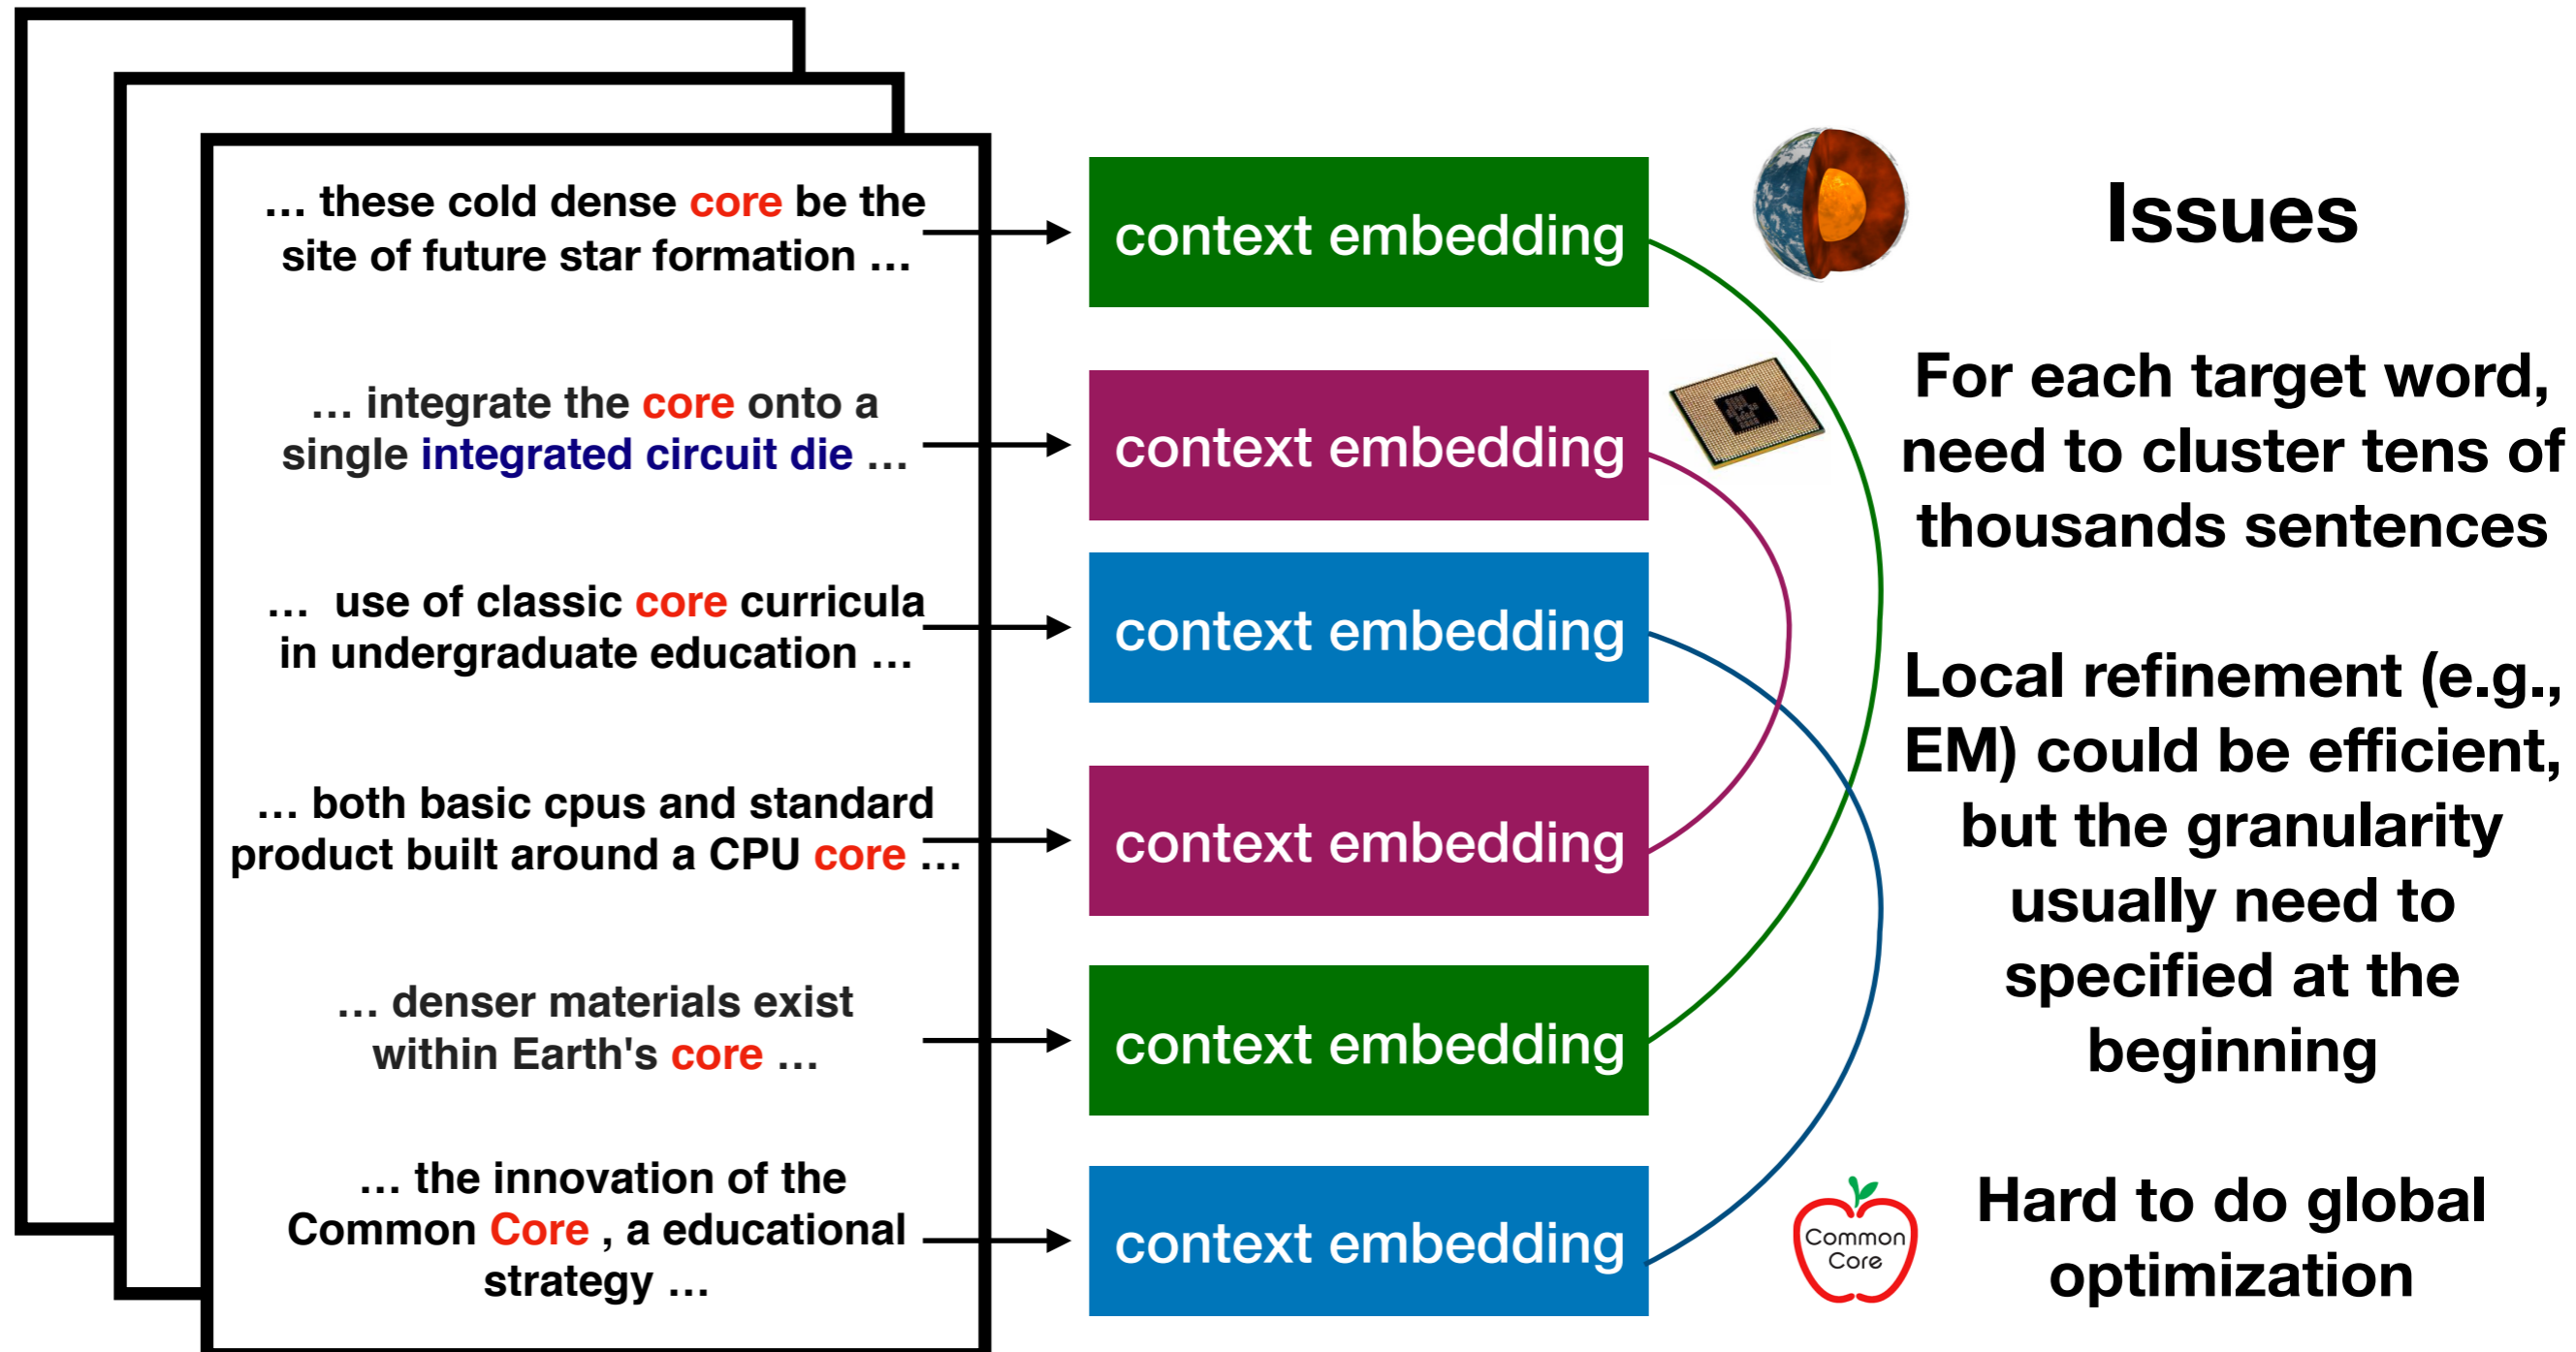 … these cold dense core be the
site of future star formation …
… integrate the core onto a
single integrated circuit die …
… use of classic core curricula
in undergraduate education …
… both basic cpus and standard
product built around a CPU core …
… denser materials exist
within Earth's core …
… the innovation of the
Common Core , a educational
strategy …
context embedding
context embedding
context embedding
context embedding
context embedding
context embedding
Common
Core
Issues
For each target word,
need to cluster tens of
thousands sentences
Local refinement (e.g.,
EM) could be efficient,
but the granularity
usually need to
specified at the
beginning
Hard to do global
optimization